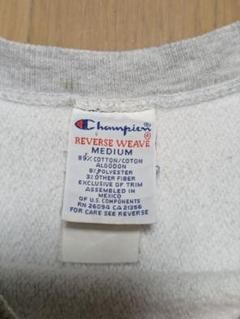 Champion
REVERSE WEAVE
MEDIUM
89% COTTON/COTON
ALGODON
8% POLYESTER
3% OTHER FIBER
EXCLUSIVE OF TRIM
ASSEMBLED IN
MEXICO
OF U.S. COMPONENTS
RN 26094 CA 21366
FOR CARE SEE REVERSE